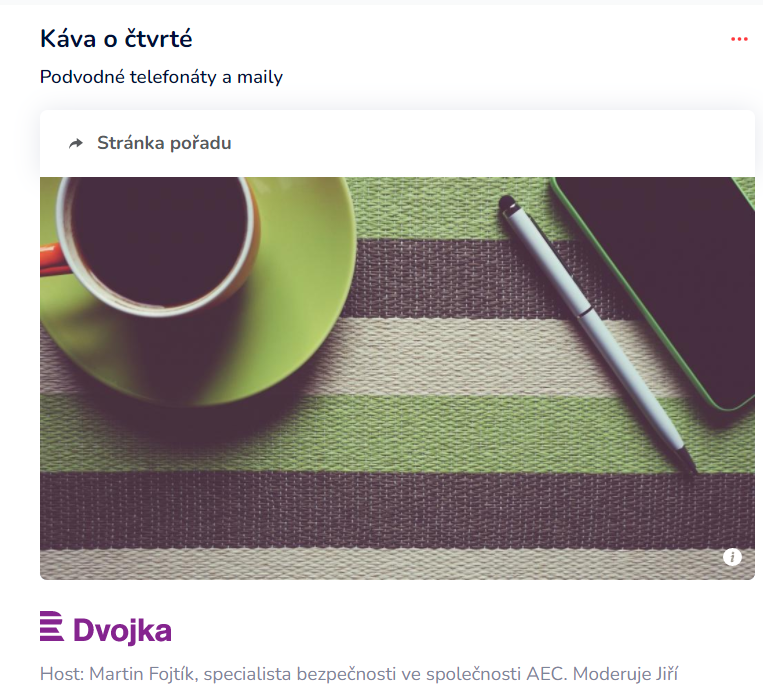 Káva o čtvrté
Podvodné telefonáty a maily
Stránka pořadu
Dvojka
Host: Martin Fojtík, specialista bezpečnosti ve společnosti AEC. Moderuje Jiří